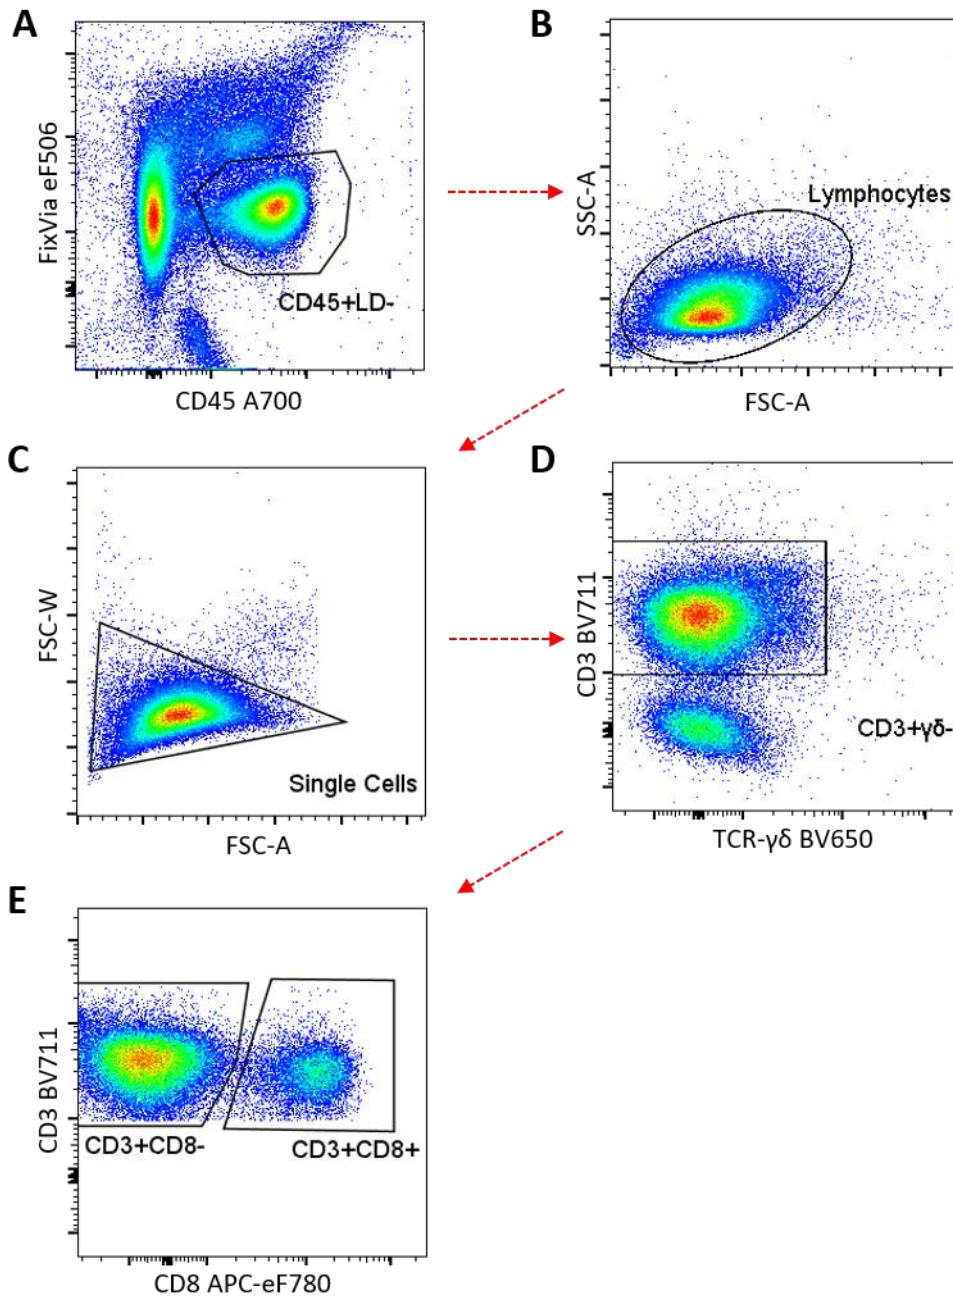 A
FixVia eF506
CD45+LD-
CD45 A700
B
SSC-A
Lymphocytes
FSC-A
C
FSC-W
Single Cells
FSC-A
D
CD3 BV711
CD3+γδ-
TCR-γδ BV650
E
CD3 BV711
CD3+CD8-
CD3+CD8+
CD8 APC-eF780